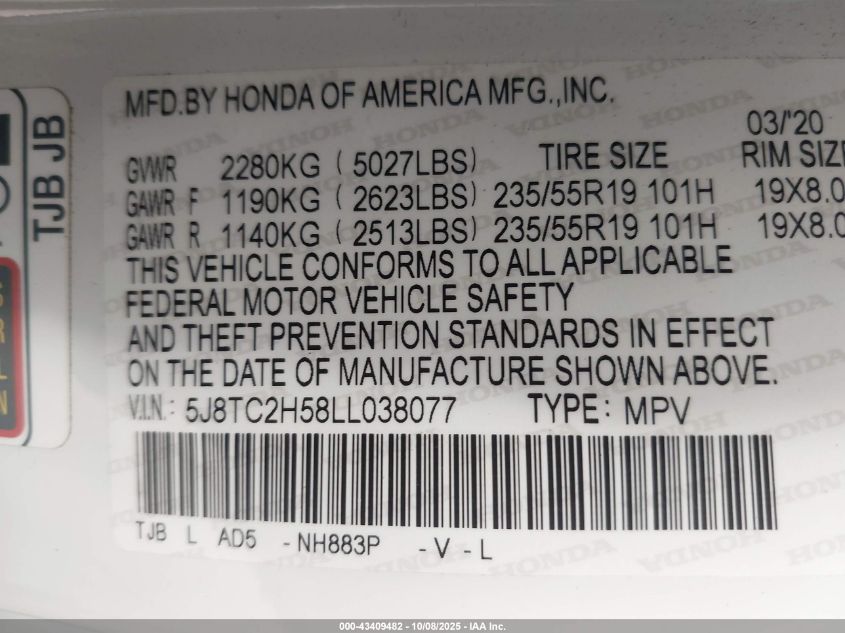 TJB JB
MFD.BY HONDA OF AMERICA MFG.,INC.
03/'20
GVWR 2280KG ( 5027LBS) TIRE SIZE RIM SIZE
GAWR F 1190KG ( 2623LBS) 235/55R19 101H 19X8.0
GAWR R 1140KG ( 2513LBS) 235/55R19 101H 19X8.0
THIS VEHICLE CONFORMS TO ALL APPLICABLE
FEDERAL MOTOR VEHICLE SAFETY
AND THEFT PREVENTION STANDARDS IN EFFECT
ON THE DATE OF MANUFACTURE SHOWN ABOVE.
V.I.N.: 5J8TC2H58LL038077 TYPE: MPV
TJB L AD5 -NH883P -V -L
000-43409482 - 10/08/2025 - IAA Inc.